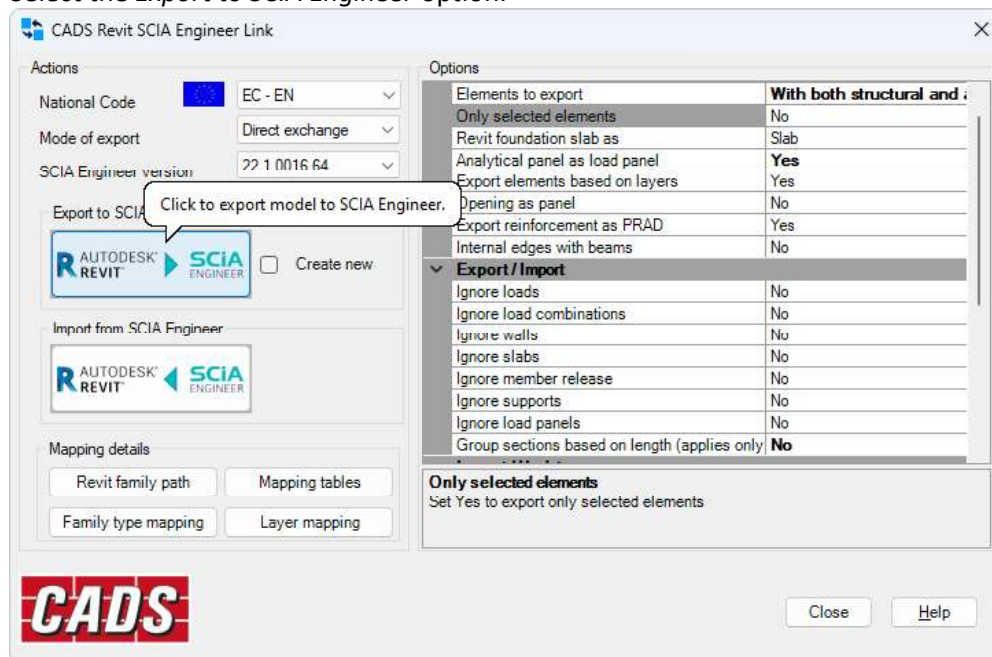 Select the Export to SCIA Engineer option.
CADS Revit SCIA Engineer Link
Actions
National Code
EC - EN
Mode of export
Direct exchange
SCIA Engineer version
22.1.0016.64
Export to SCI
Click to export model to SCIA Engineer.
AUTODESK REVIT
SCIA ENGINEER
Create new
Import from SCIA Engineer
AUTODESK REVIT
SCIA ENGINEER
Mapping details
Revit family path
Mapping tables
Family type mapping
Layer mapping
Options
Elements to export With both structural and
Only selected elements No
Revit foundation slab as Slab
Analytical panel as load panel Yes
Export elements based on layers Yes
Opening as panel No
Export reinforcement as PRAD Yes
Internal edges with beams No
Export / Import
Ignore loads No
Ignore load combinations No
Ignore walls No
Ignore slabs No
Ignore member release No
Ignore supports No
Ignore load panels No
Group sections based on length (applies only No
Only selected elements
Set Yes to export only selected elements
CADS
Close
Help